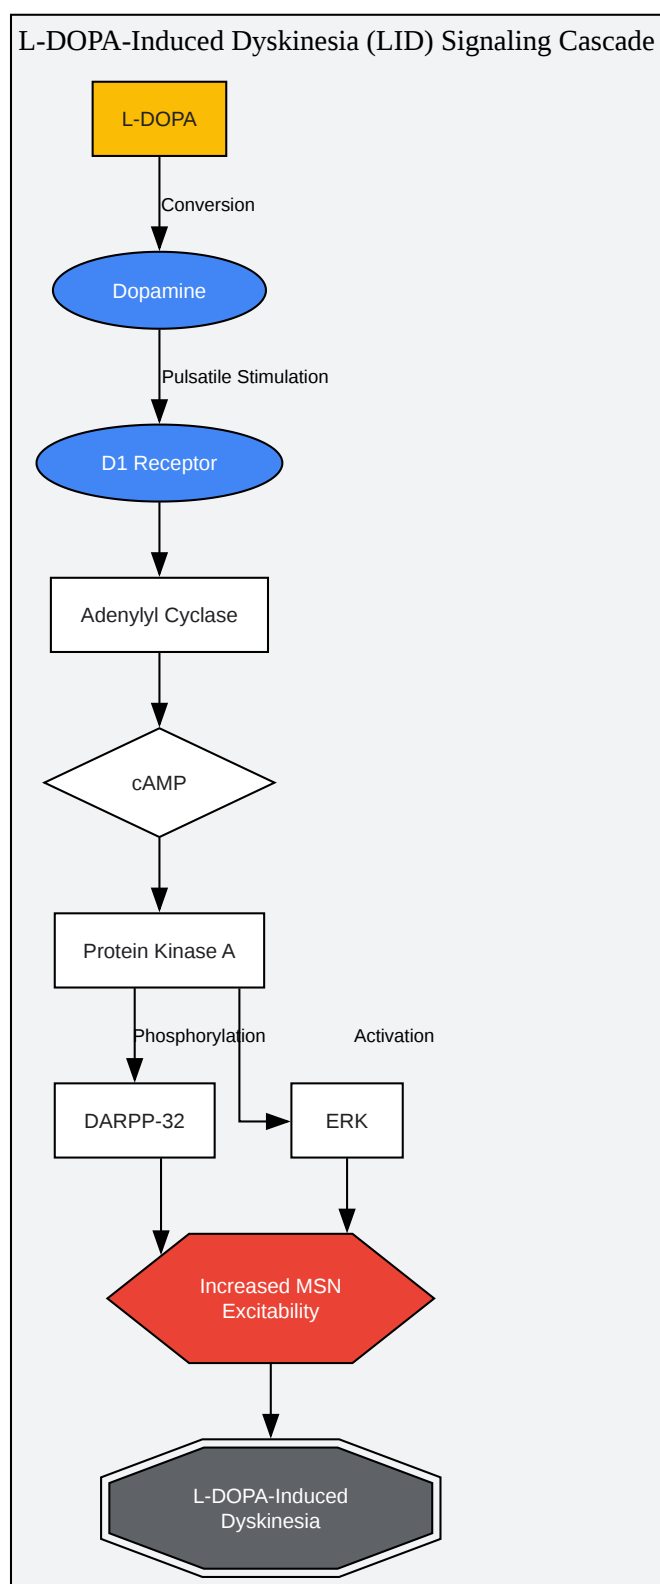 L-DOPA-Induced Dyskinesia (LID) Signaling Cascade
L-DOPA
Conversion
Dopamine
Pulsatile Stimulation
D1 Receptor
Adenylyl Cyclase
cAMP
Protein Kinase A
Phosphorylation
Activation
DARPP-32
ERK
Increased MSN
Excitability
L-DOPA-Induced
Dyskinesia